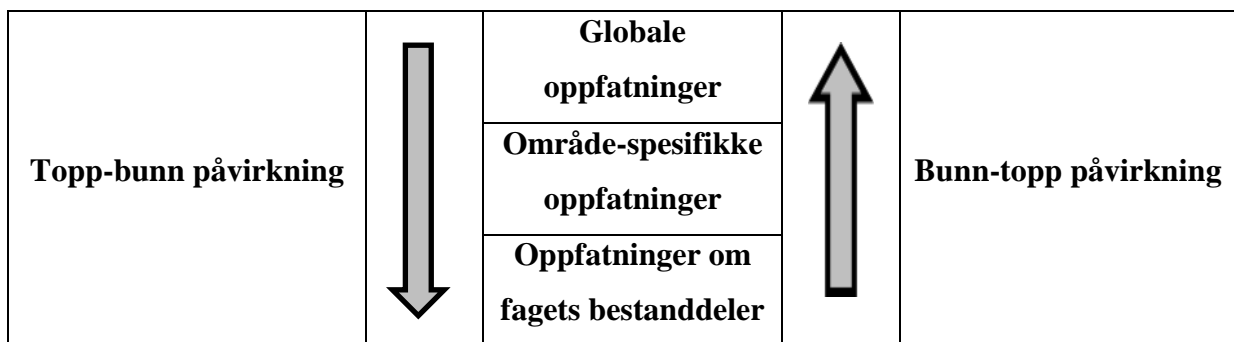 Topp-bunn påvirkning
Globale
oppfatninger
Område-spesifikke
oppfatninger
Oppfatninger om
fagets bestanddeler
Bunn-topp påvirkning